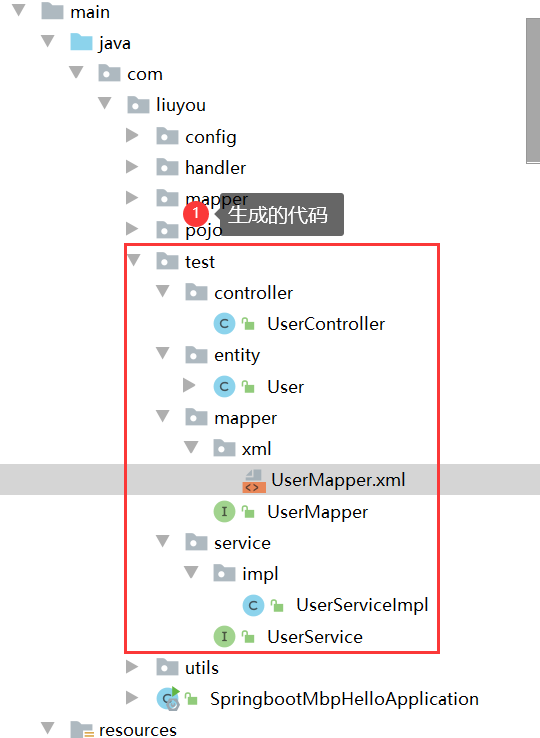 main
java
com
liuyou
config
handler
mapper
1 生成的代码
pojo
test
controller
C UserController
entity
C User
mapper
xml
<> UserMapper.xml
I UserMapper
service
impl
C UserServiceImpl
I UserService
utils
C SpringbootMbpHelloApplication
resources